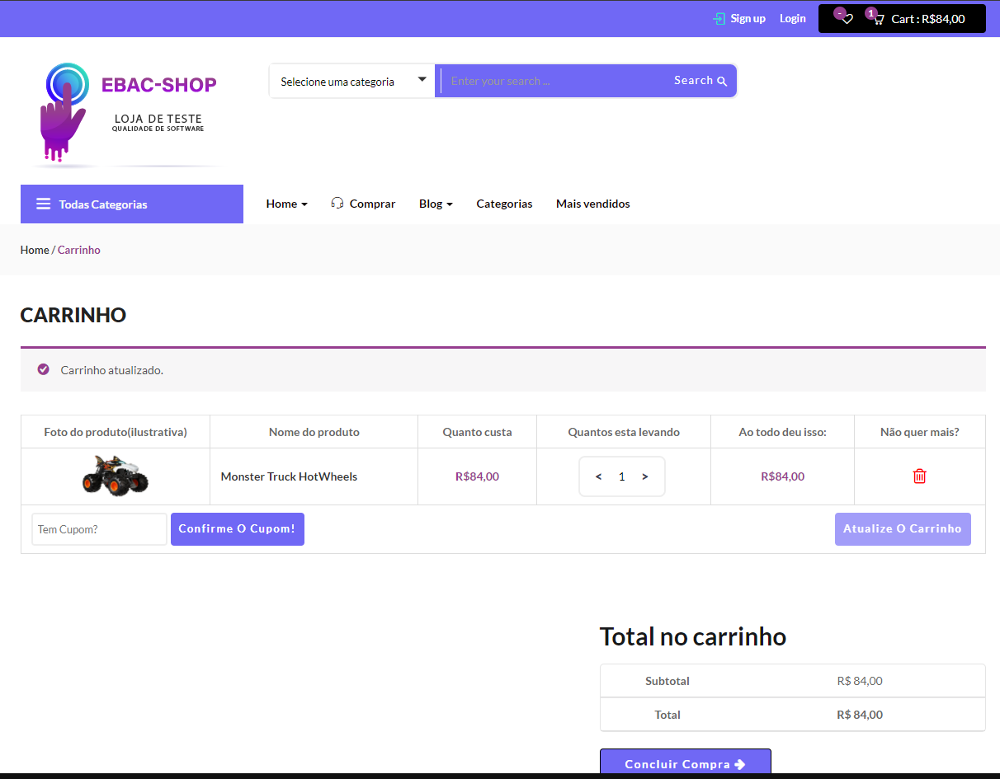 Sign up Login - 1 Cart : R$84,00
EBAC-SHOP
LOJA DE TESTE
QUALIDADE DE SOFTWARE
Selecione uma categoria Enter your search ... Search
Todas Categorias Home Comprar Blog Categorias Mais vendidos
Home / Carrinho
CARRINHO
Carrinho atualizado.
Foto do produto(ilustrativa) Nome do produto Quanto custa Quantos esta levando Ao todo deu isso: Não quer mais?
Monster Truck HotWheels R$84,00 < 1 > R$84,00
Tem Cupom? Confirme O Cupom! Atualize O Carrinho
Total no carrinho
Subtotal R$ 84,00
Total R$ 84,00
Concluir Compra